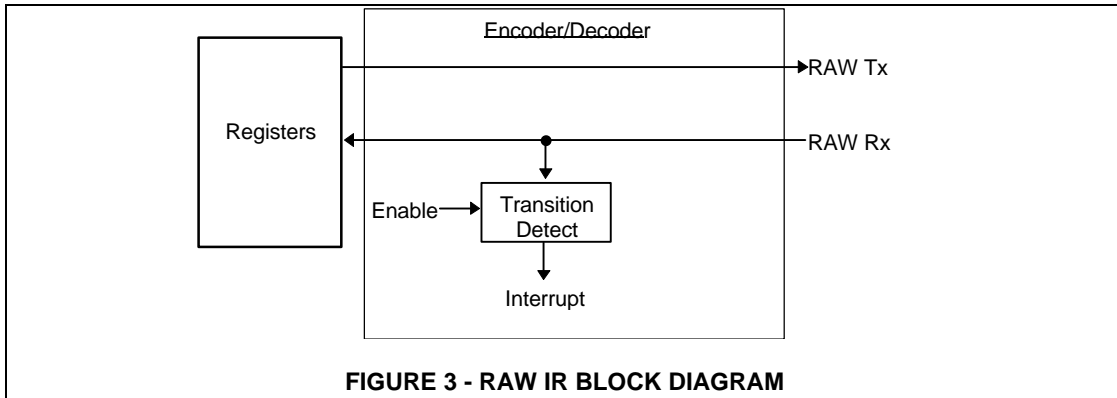 Encoder/Decoder
RAW Tx
Registers
RAW Rx
Enable
Transition
Detect
Interrupt
FIGURE 3 - RAW IR BLOCK DIAGRAM